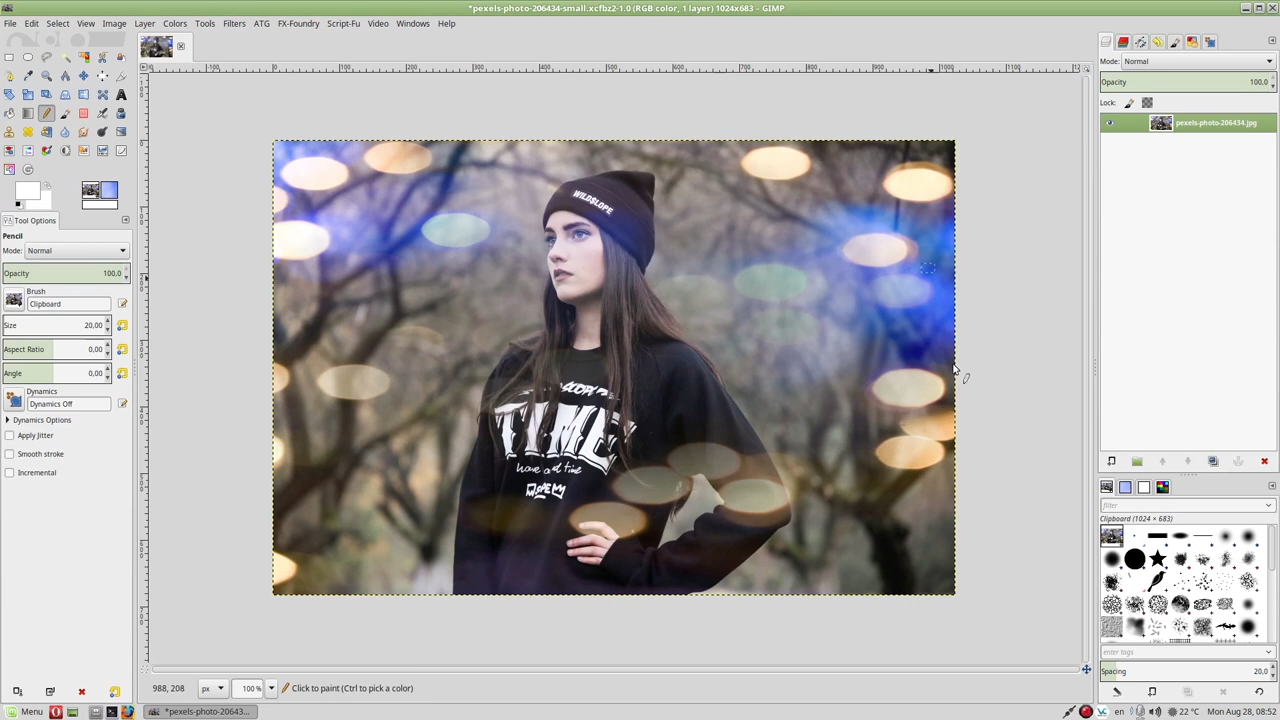 *pexels-photo-206434-small.xcfbz2-1.0 (RGB color, 1 layer) 1024x683 – GIMP
File Edit Select View Image Layer Colors Tools Filters ATG FX-Foundry Script-Fu Video Windows Help
Mode: Normal
Opacity 100,0
Lock:
pexels-photo-206434.jpg
WILDSLOPE
TIME
have a
Tool Options
Pencil
Mode: Normal
Opacity 100,0
Brush
Clipboard
Size 20,00
Aspect Ratio 0,00
Angle 0,00
Dynamics
Dynamics Off
Dynamics Options
Apply Jitter
Smooth stroke
Incremental
filter
Clipboard (1024 × 683)
enter tags
Spacing 20,0
988, 208 px 100 % Click to paint (Ctrl to pick a color)
Menu *pexels-photo-20643... en 22 °C Mon Aug 28, 08:52